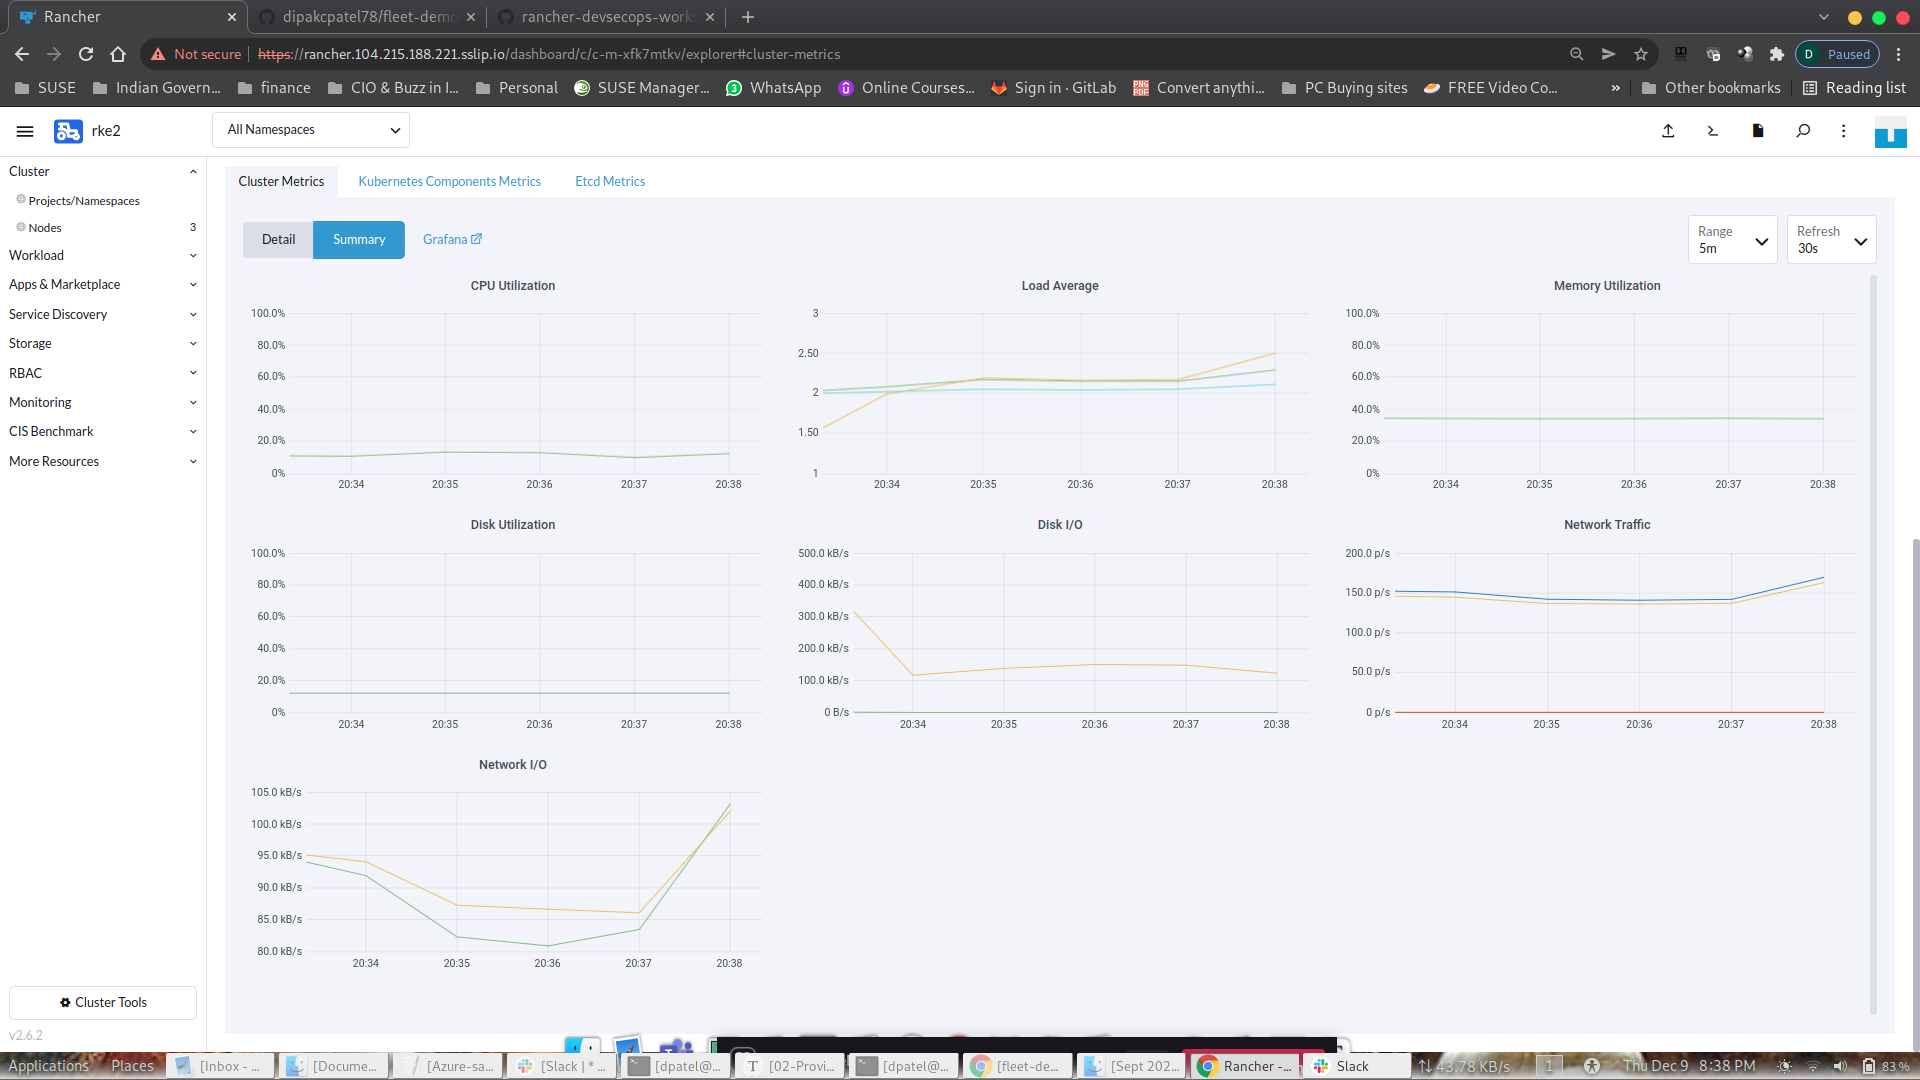 Rancher
dipakcpatel78/fleet-demo
rancher-devsecops-works
Not secure https://rancher.104.215.188.221.sslip.io/dashboard/c/c-m-xfk7mtkv/explorer#cluster-metrics
D Paused
SUSE Indian Govern... finance CIO & Buzz in I... Personal SUSE Manager... WhatsApp Online Courses... Sign in · GitLab Convert anythi... PC Buying sites FREE Video Co... » Other bookmarks Reading list
rke2 All Namespaces
Cluster
Projects/Namespaces
Nodes 3
Workload
Apps & Marketplace
Service Discovery
Storage
RBAC
Monitoring
CIS Benchmark
More Resources
Cluster Tools
v2.6.2
Cluster Metrics Kubernetes Components Metrics Etcd Metrics
Detail Summary Grafana
Range
5m
Refresh
30s
CPU Utilization
100.0%
80.0%
60.0%
40.0%
20.0%
0%
20:34 20:35 20:36 20:37 20:38
Load Average
3
2.50
2
1.50
1
20:34 20:35 20:36 20:37 20:38
Memory Utilization
100.0%
80.0%
60.0%
40.0%
20.0%
0%
20:34 20:35 20:36 20:37 20:38
Disk Utilization
100.0%
80.0%
60.0%
40.0%
20.0%
0%
20:34 20:35 20:36 20:37 20:38
Disk I/O
500.0 kB/s
400.0 kB/s
300.0 kB/s
200.0 kB/s
100.0 kB/s
0 B/s
20:34 20:35 20:36 20:37 20:38
Network Traffic
200.0 p/s
150.0 p/s
100.0 p/s
50.0 p/s
0 p/s
20:34 20:35 20:36 20:37 20:38
Network I/O
105.0 kB/s
100.0 kB/s
95.0 kB/s
90.0 kB/s
85.0 kB/s
80.0 kB/s
20:34 20:35 20:36 20:37 20:38
Applications Places [Inbox - ... [Docume... [Azure-sa... [Slack | * ... [dpatel@... [02-Provi... [dpatel@... [fleet-de... [Sept 202... Rancher -... Slack 43.78 KB/s 1 Thu Dec 9 8:38 PM 83 %